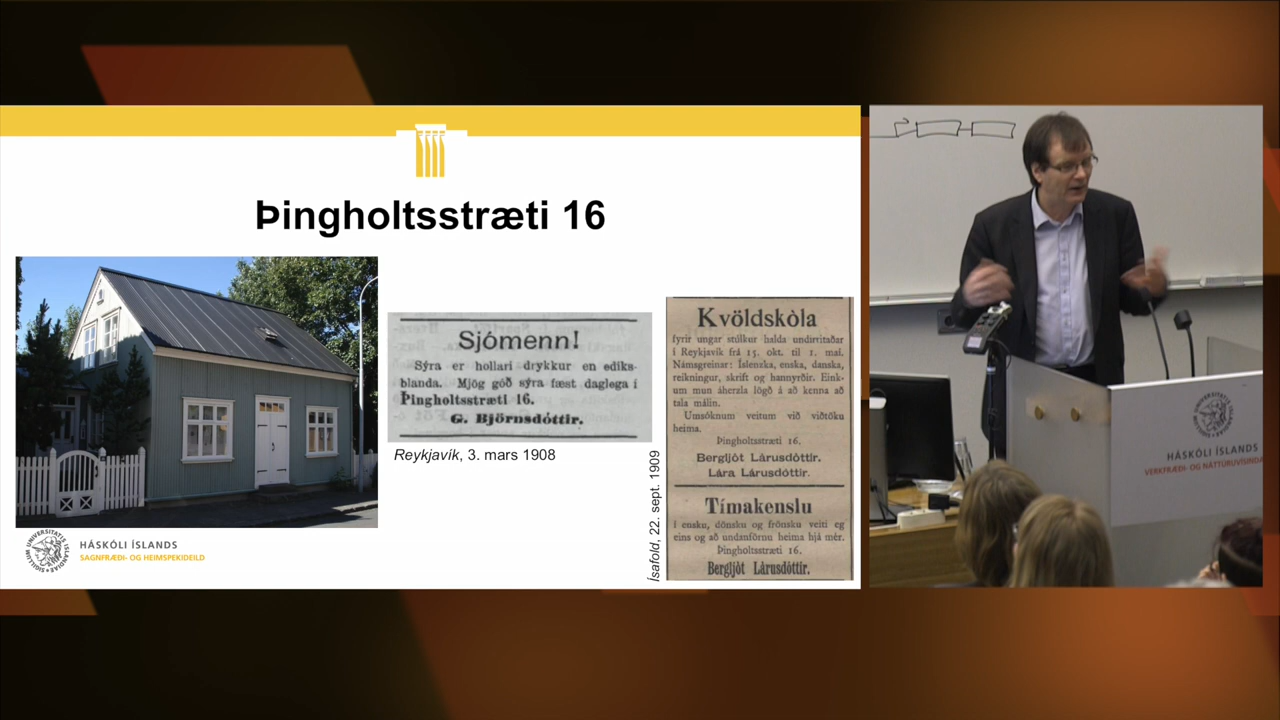 Þingholtsstræti 16
Sjómenn!
Sýra er hollari drykkur en ediks-
blanda. Mjög góð sýra fæst daglega í
Þingholtsstræti 16.
G. Björnsdóttir.
Reykjavík, 3. mars 1908
Ísafold, 22. sept. 1909
Kvöldskòla
fyrir ungar stúlkur halda undirritaðar
í Reykjavík frá 15. okt. til 1. maí.
Námsgreinar: Íslenzka, enska, danska,
reikningur, skrift og hannyrðir. Eink-
um mun áherzla lögð á að kenna að
tala málin.
Umsóknum veitum við viðtöku
heima.
Þingholtsstræti 16.
Bergljót Lárusdóttir.
Lára Lárusdóttir.
Tímakenslu
í ensku, dönsku og frönsku veiti eg
eins og að undanförnu heima hjá mér.
Þingholtsstræti 16.
Bergljót Lárusdóttir.
HÁSKÓLI ÍSLANDS
SAGNFRÆÐI- OG HEIMSPEKIDEILD
HÁSKÓLI ÍSLANDS
VERKFRÆÐI- OG NÁTTÚRUVÍSINDA